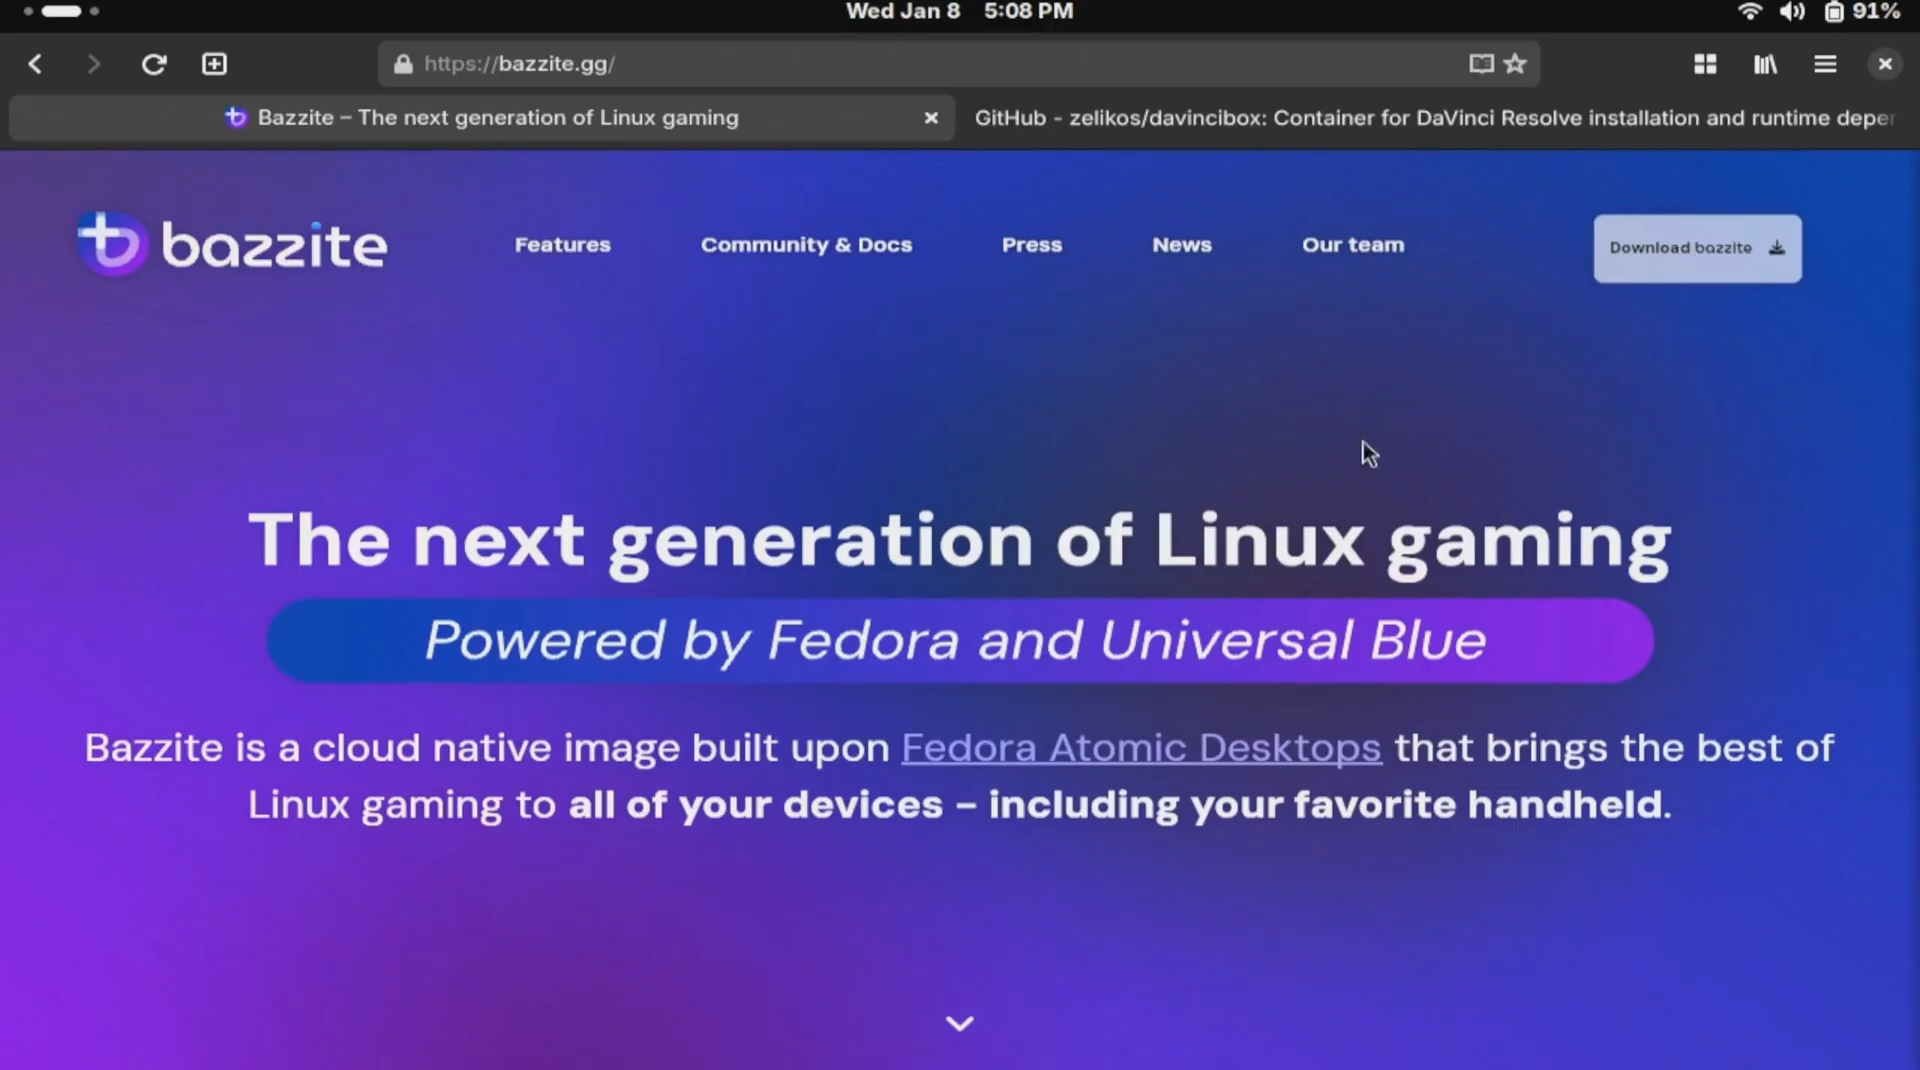 Wed Jan 8 5:08 PM
91%
https://bazzite.gg/
Bazzite – The next generation of Linux gaming
GitHub - zelikos/davincibox: Container for DaVinci Resolve installation and runtime deper
bazzite
Features
Community & Docs
Press
News
Our team
Download bazzite
The next generation of Linux gaming
Powered by Fedora and Universal Blue
Bazzite is a cloud native image built upon Fedora Atomic Desktops that brings the best of
Linux gaming to all of your devices – including your favorite handheld.